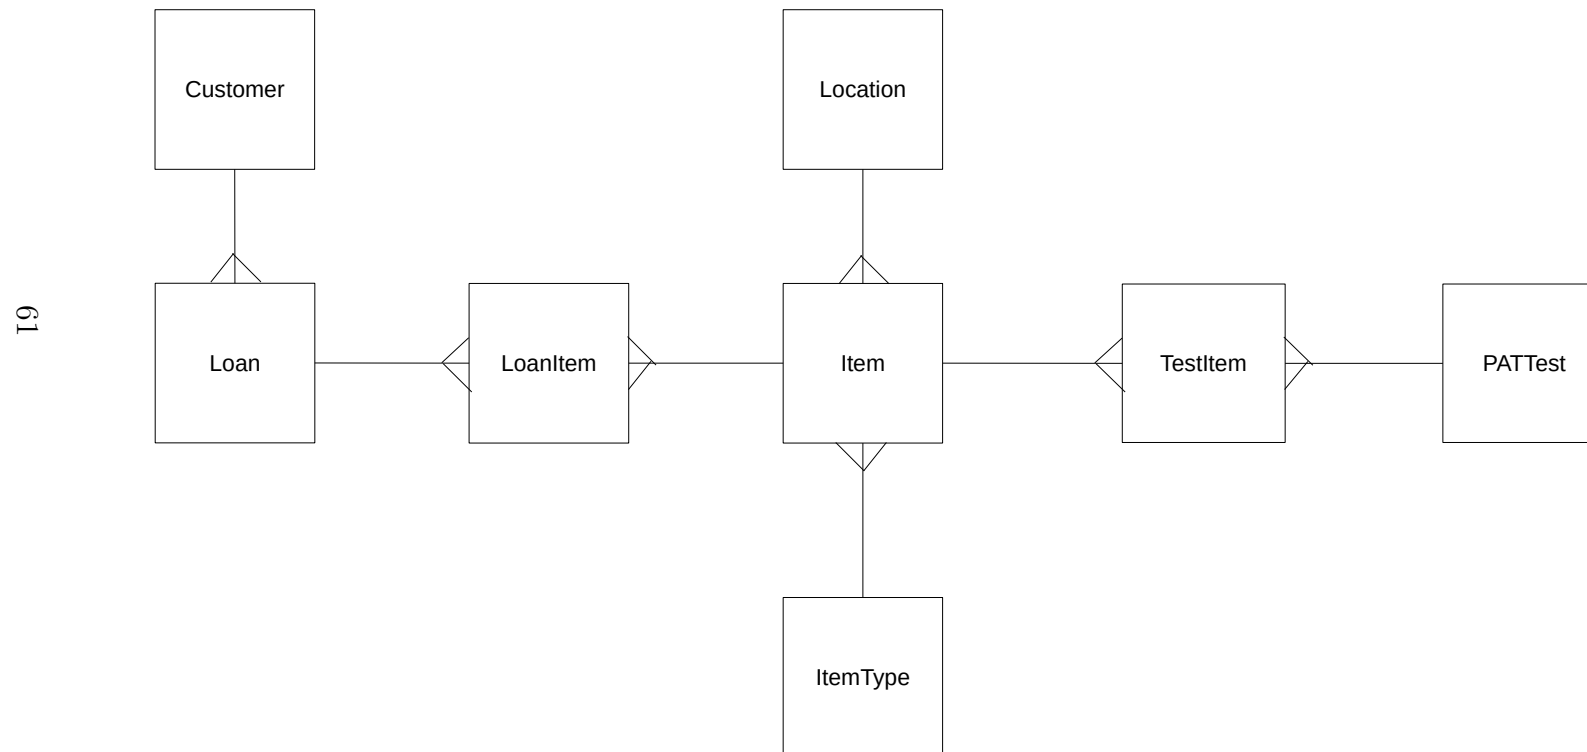 Customer
Location
Loan
LoanItem
Item
TestItem
PATTest
ItemType
61